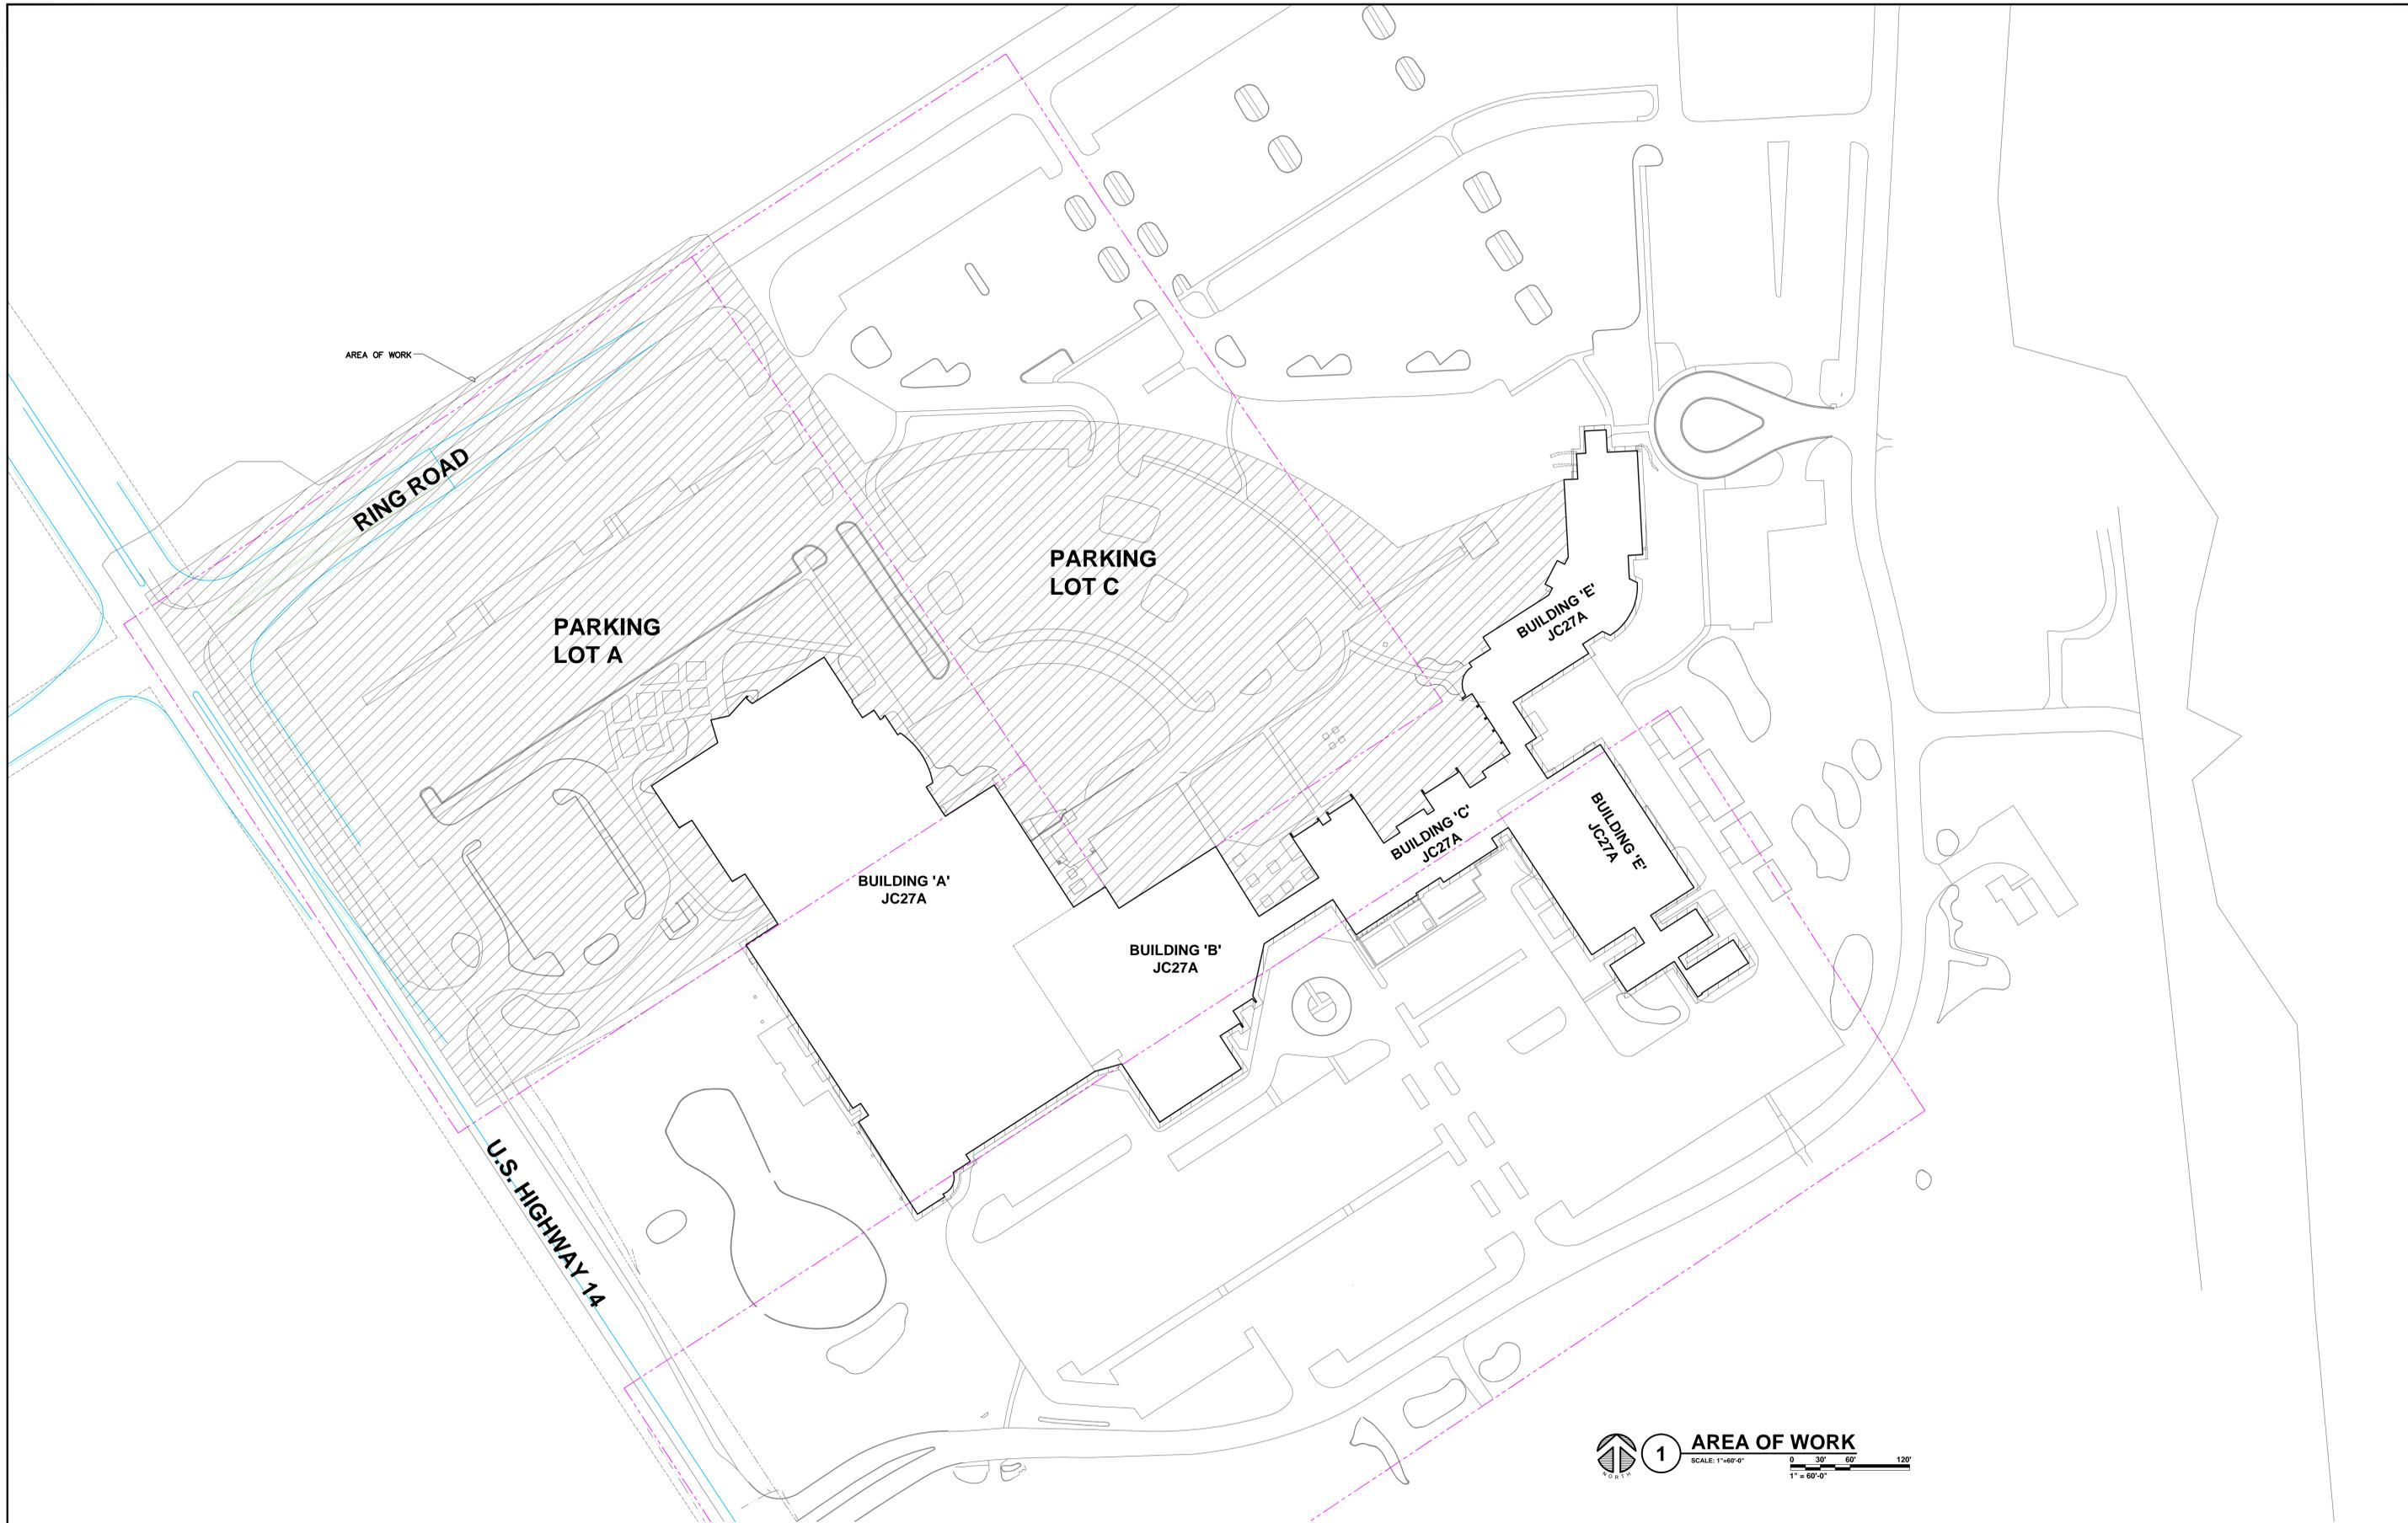 AREA OF WORK
RING ROAD
PARKING
LOT A
PARKING
LOT C
BUILDING 'E'
JC27A
BUILDING 'C'
JC27A
BUILDING 'E'
JC27A
BUILDING 'A'
JC27A
BUILDING 'B'
JC27A
U.S. HIGHWAY 14
NORTH
1
AREA OF WORK
SCALE: 1"=60'-0"
0 30' 60' 120'
1" = 60'-0"